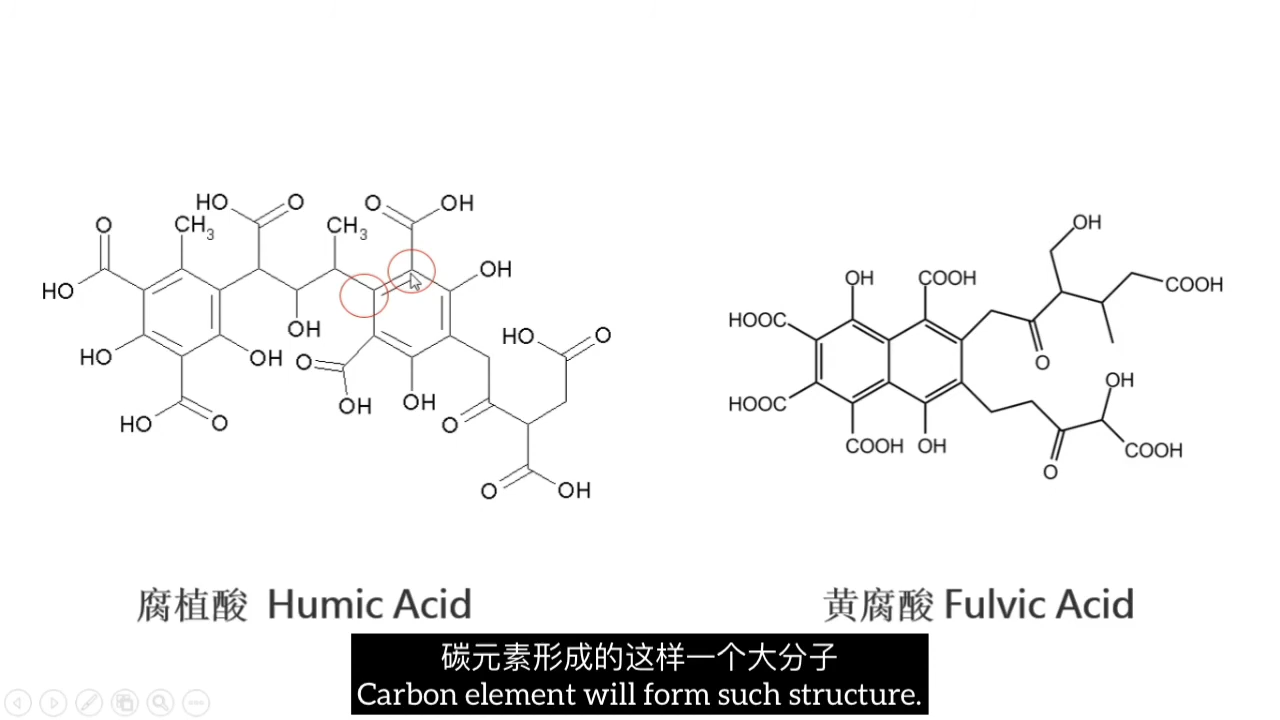 HO O
CH3
O
HO
HO
OH
HO O
OH
CH3
O OH
OH
O
OH
OH
HO O
O
O OH
OH
COOH
OH COOH
HOOC
O
HOOC
OH
COOH OH
COOH
O
腐植酸 Humic Acid
黄腐酸 Fulvic Acid
碳元素形成的这样一个大分子
Carbon element will form such structure.